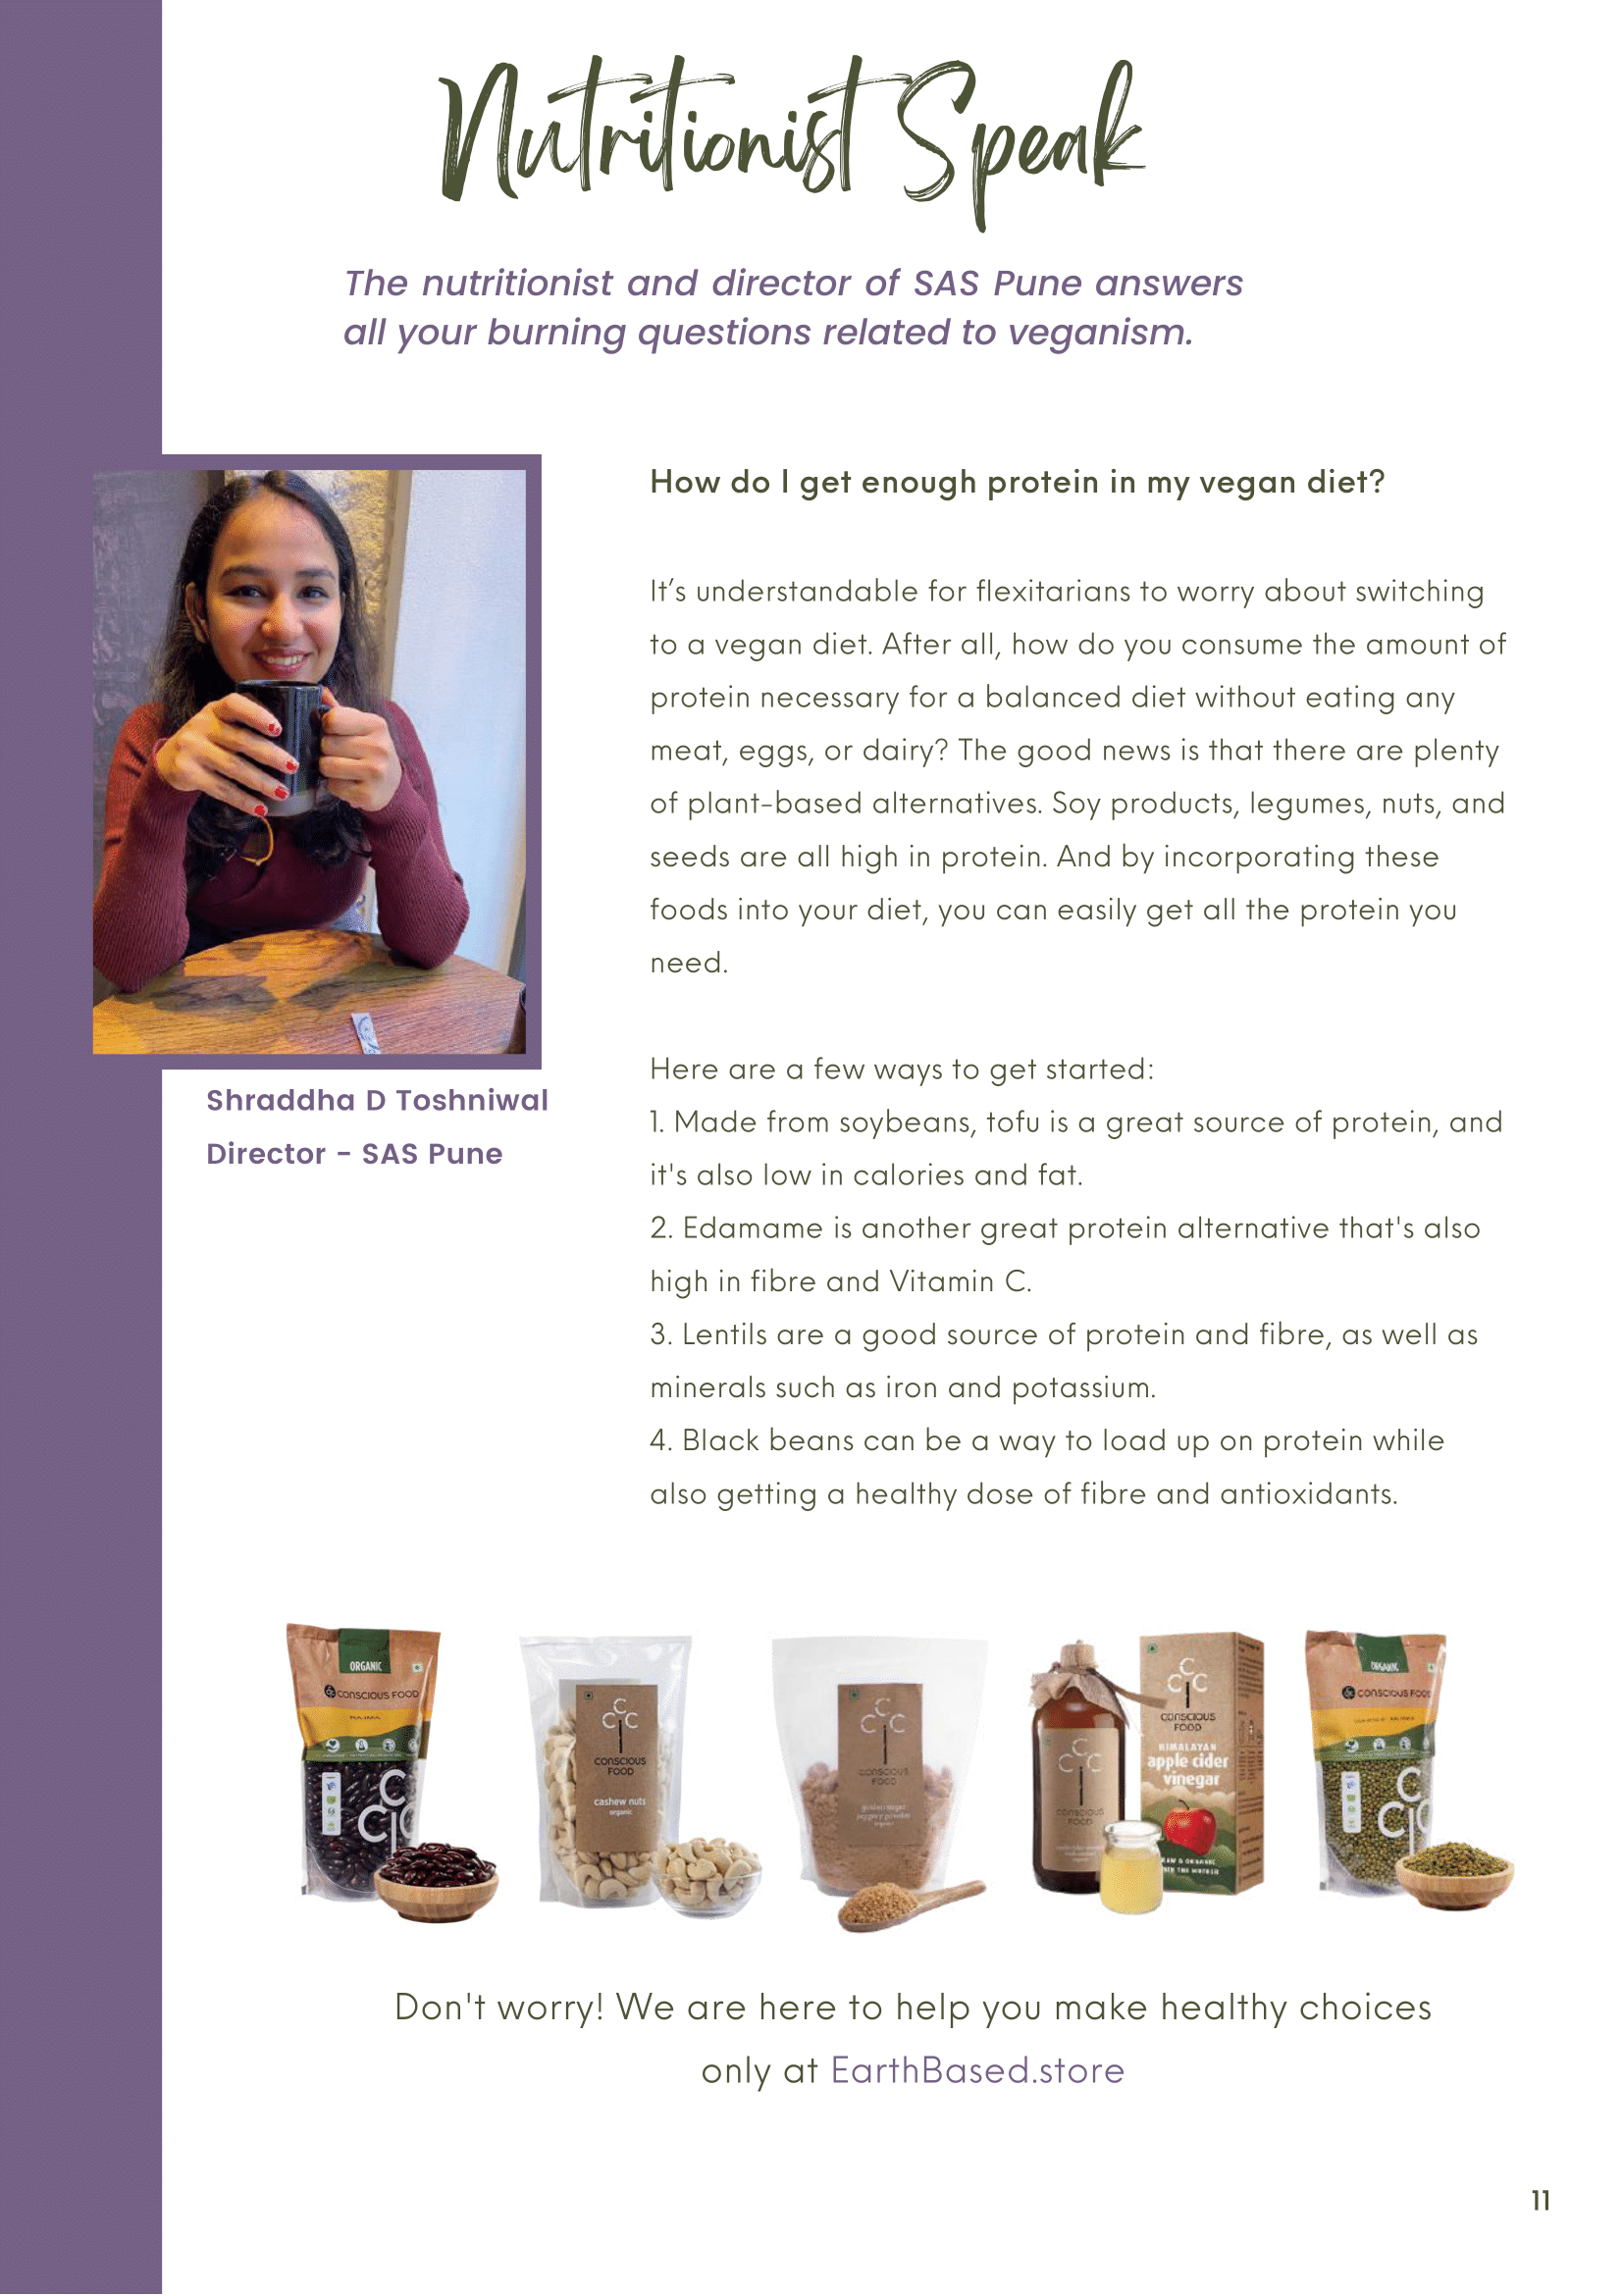 Nutritionist Speak
The nutritionist and director of SAS Pune answers
all your burning questions related to veganism.
How do I get enough protein in my vegan diet?
It’s understandable for flexitarians to worry about switching
to a vegan diet. After all, how do you consume the amount of
protein necessary for a balanced diet without eating any
meat, eggs, or dairy? The good news is that there are plenty
of plant-based alternatives. Soy products, legumes, nuts, and
seeds are all high in protein. And by incorporating these
foods into your diet, you can easily get all the protein you
need.
Shraddha D Toshniwal
Director - SAS Pune
Here are a few ways to get started:
1. Made from soybeans, tofu is a great source of protein, and
it's also low in calories and fat.
2. Edamame is another great protein alternative that's also
high in fibre and Vitamin C.
3. Lentils are a good source of protein and fibre, as well as
minerals such as iron and potassium.
4. Black beans can be a way to load up on protein while
also getting a healthy dose of fibre and antioxidants.
ORGANIC
CONSCIOUS FOOD
RAJMA
CONSCIOUS
FOOD
cashew nuts
organic
CONSCIOUS
FOOD
jaggery powder
CONSCIOUS
FOOD
CONSCIOUS
FOOD
HIMALAYAN
apple cider
vinegar
RAW & ORGANIC
WITH THE MOTHER
ORGANIC
CONSCIOUS FOOD
Don't worry! We are here to help you make healthy choices
only at EarthBased.store
11